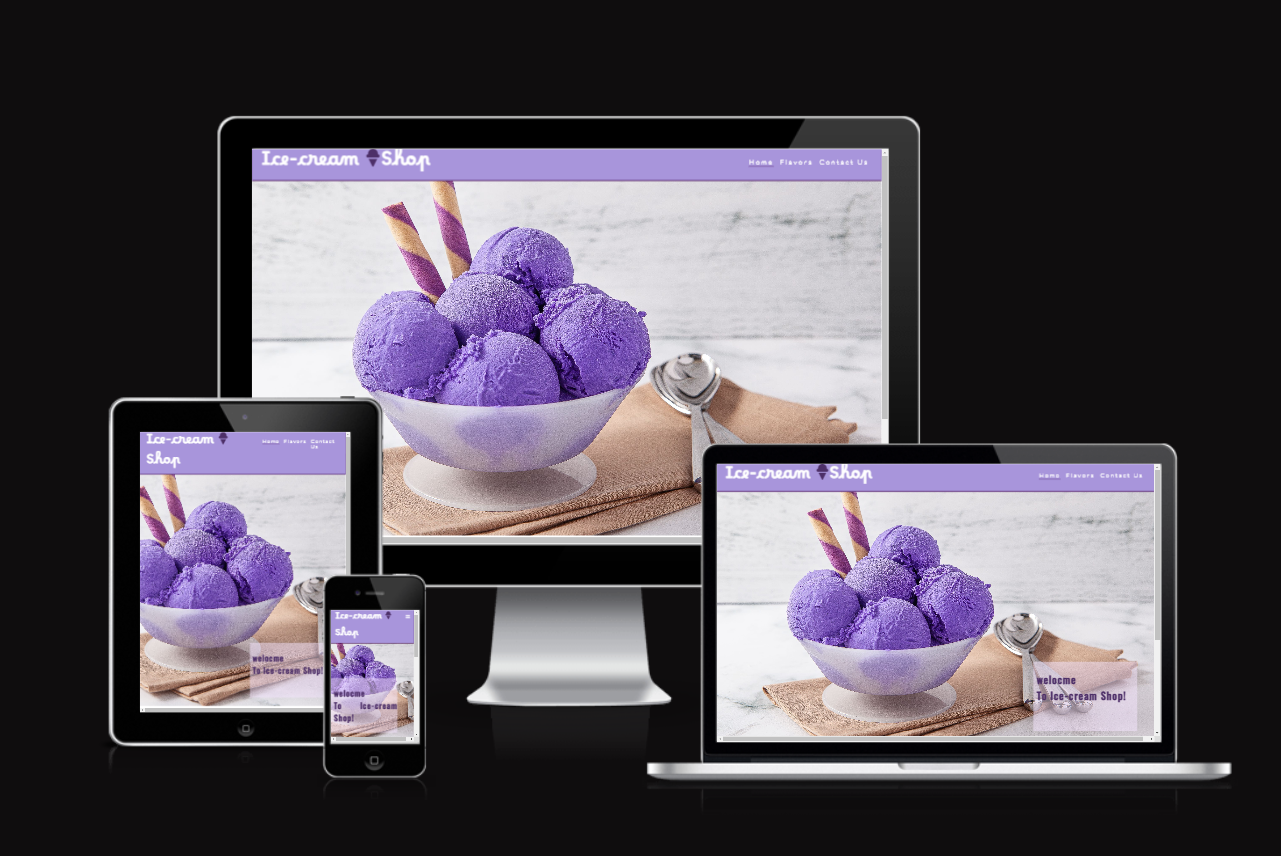 Ice-cream Shop
Home Flavors Contact Us
Ice-cream
Shop
Home Flavors Contact
Us
welocme
To Ice-cream Shop!
Ice-cream
Shop
welocme
To Ice-cream
Shop!
Ice-cream Shop
Home Flavors Contact Us
welocme
To Ice-cream Shop!